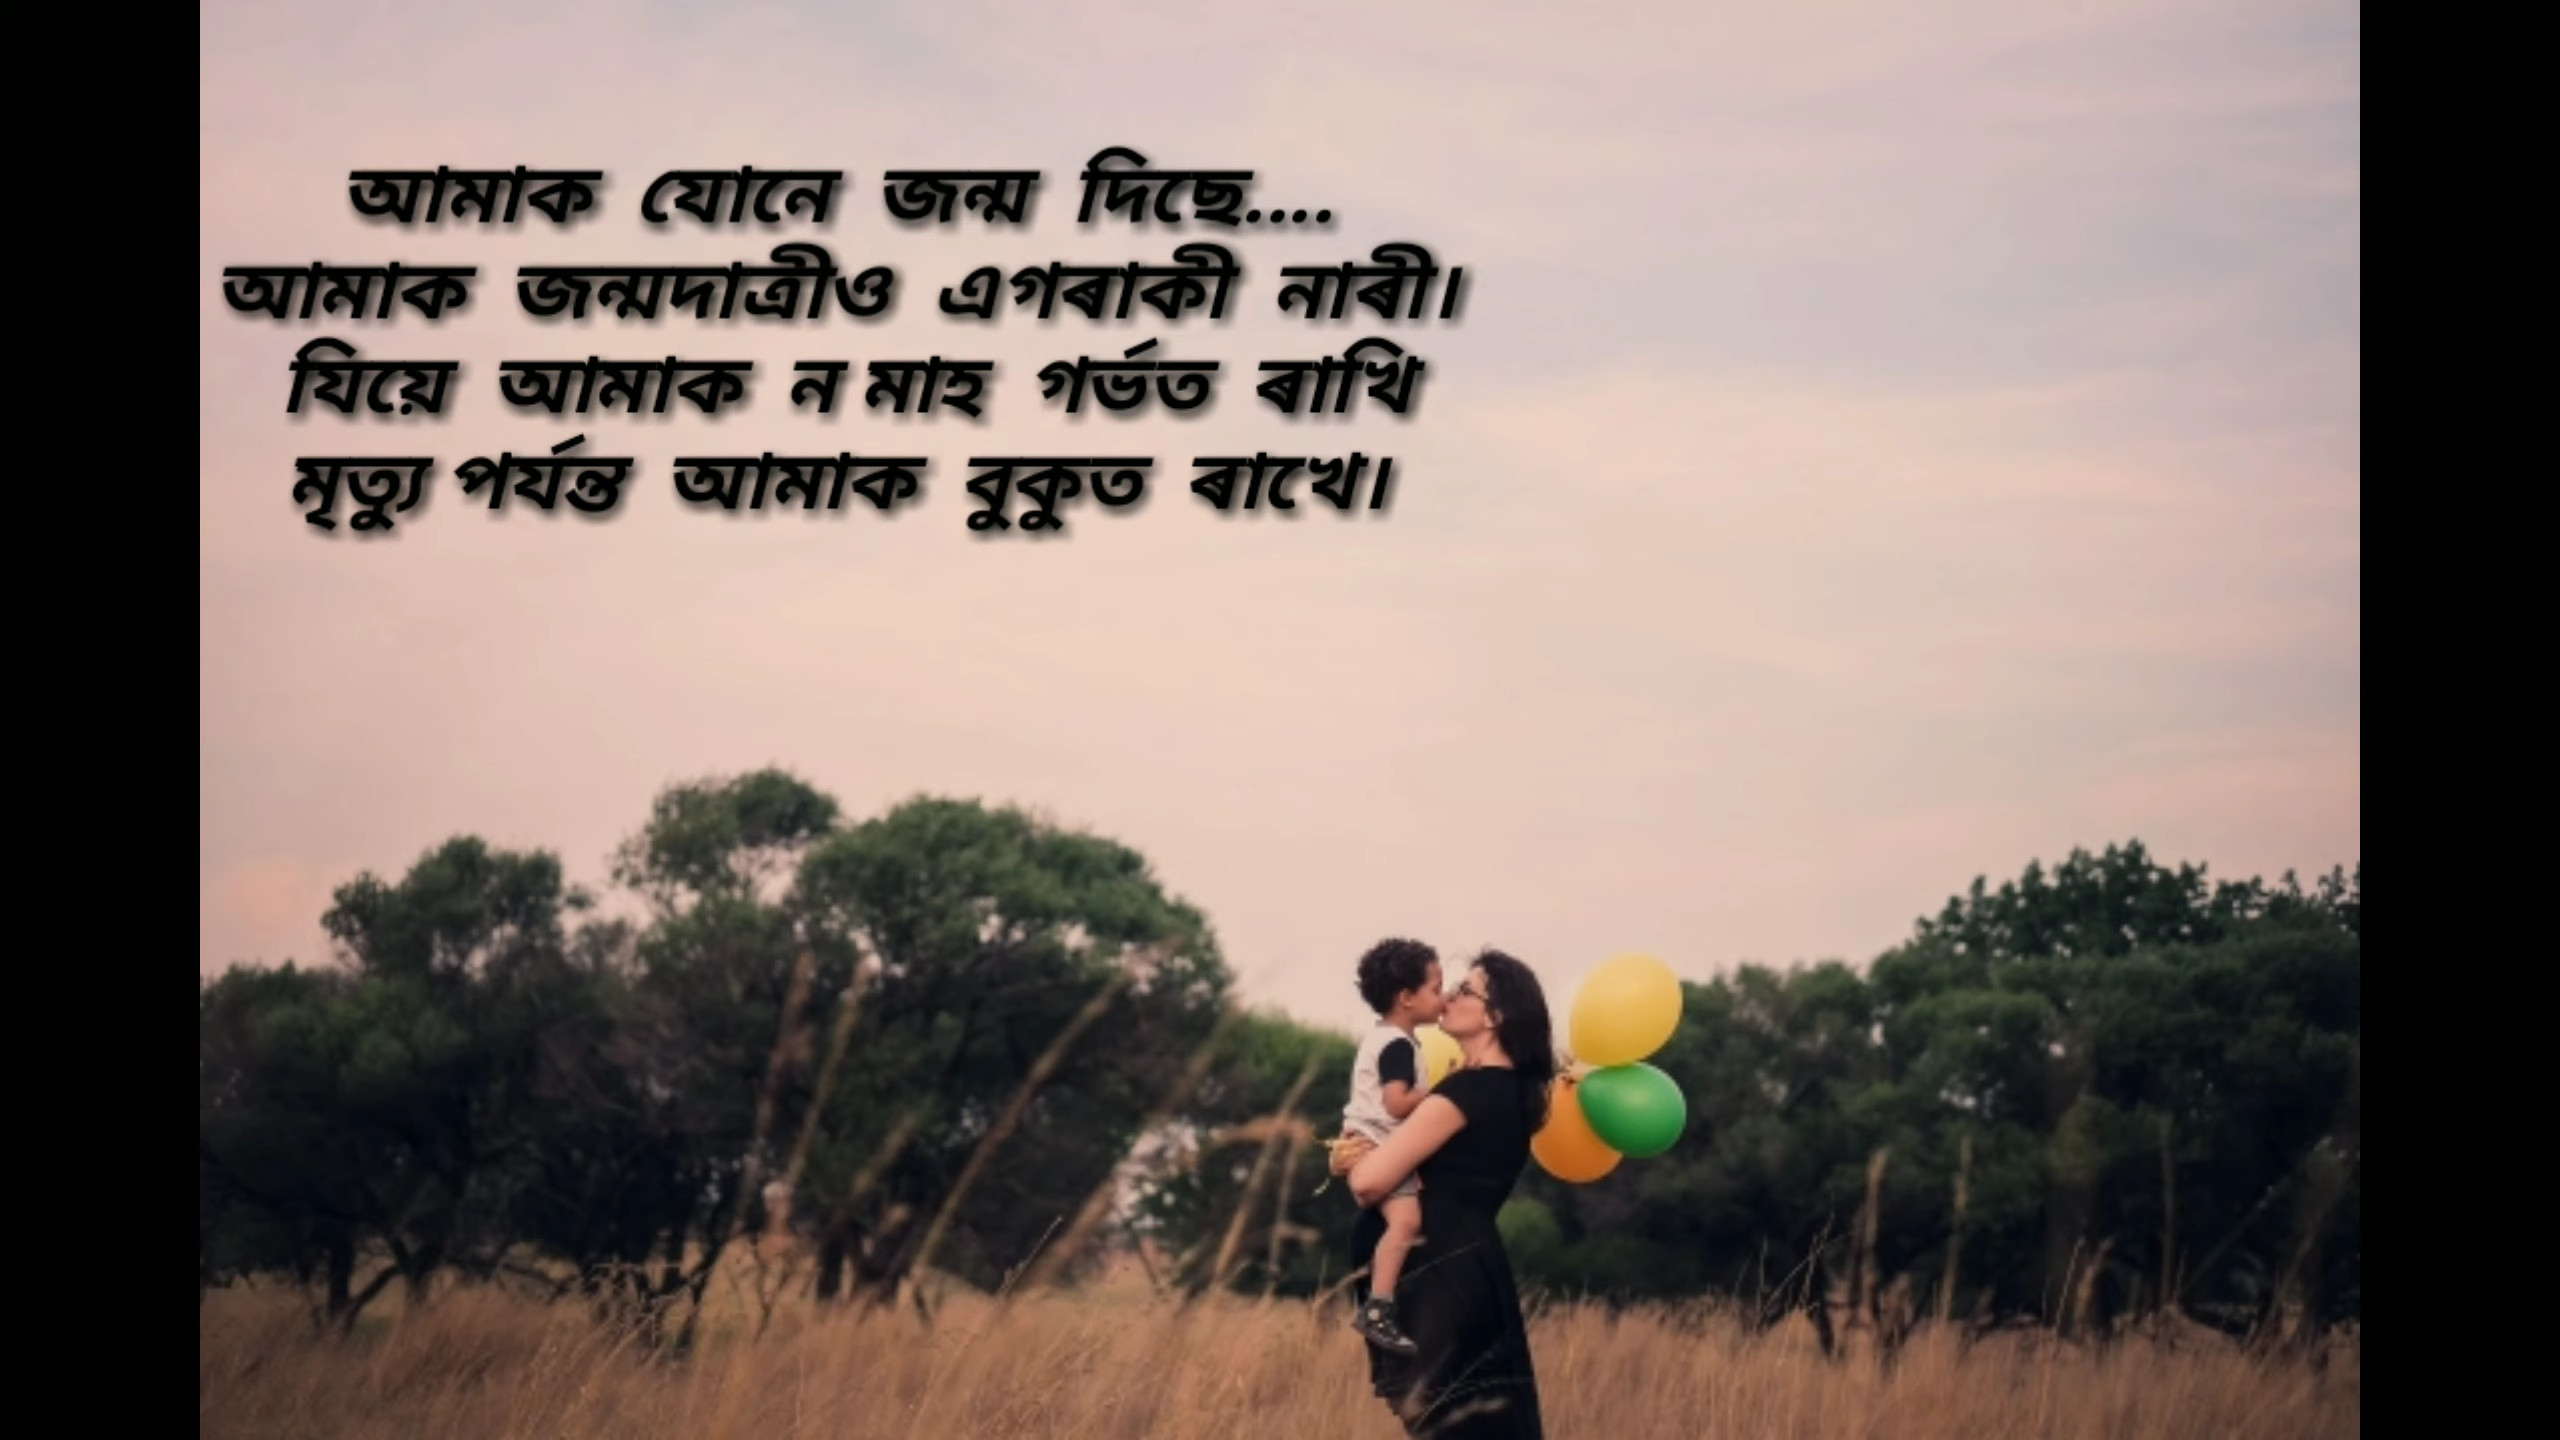 আমাক যোনে জন্ম দিছে....
আমাক জন্মদাত্ৰীও এগৰাকী নাৰী।
যিয়ে আমাক ন মাহ গৰ্ভত ৰাখি
মৃত্যু পৰ্যন্ত আমাক বুকুত ৰাখে।